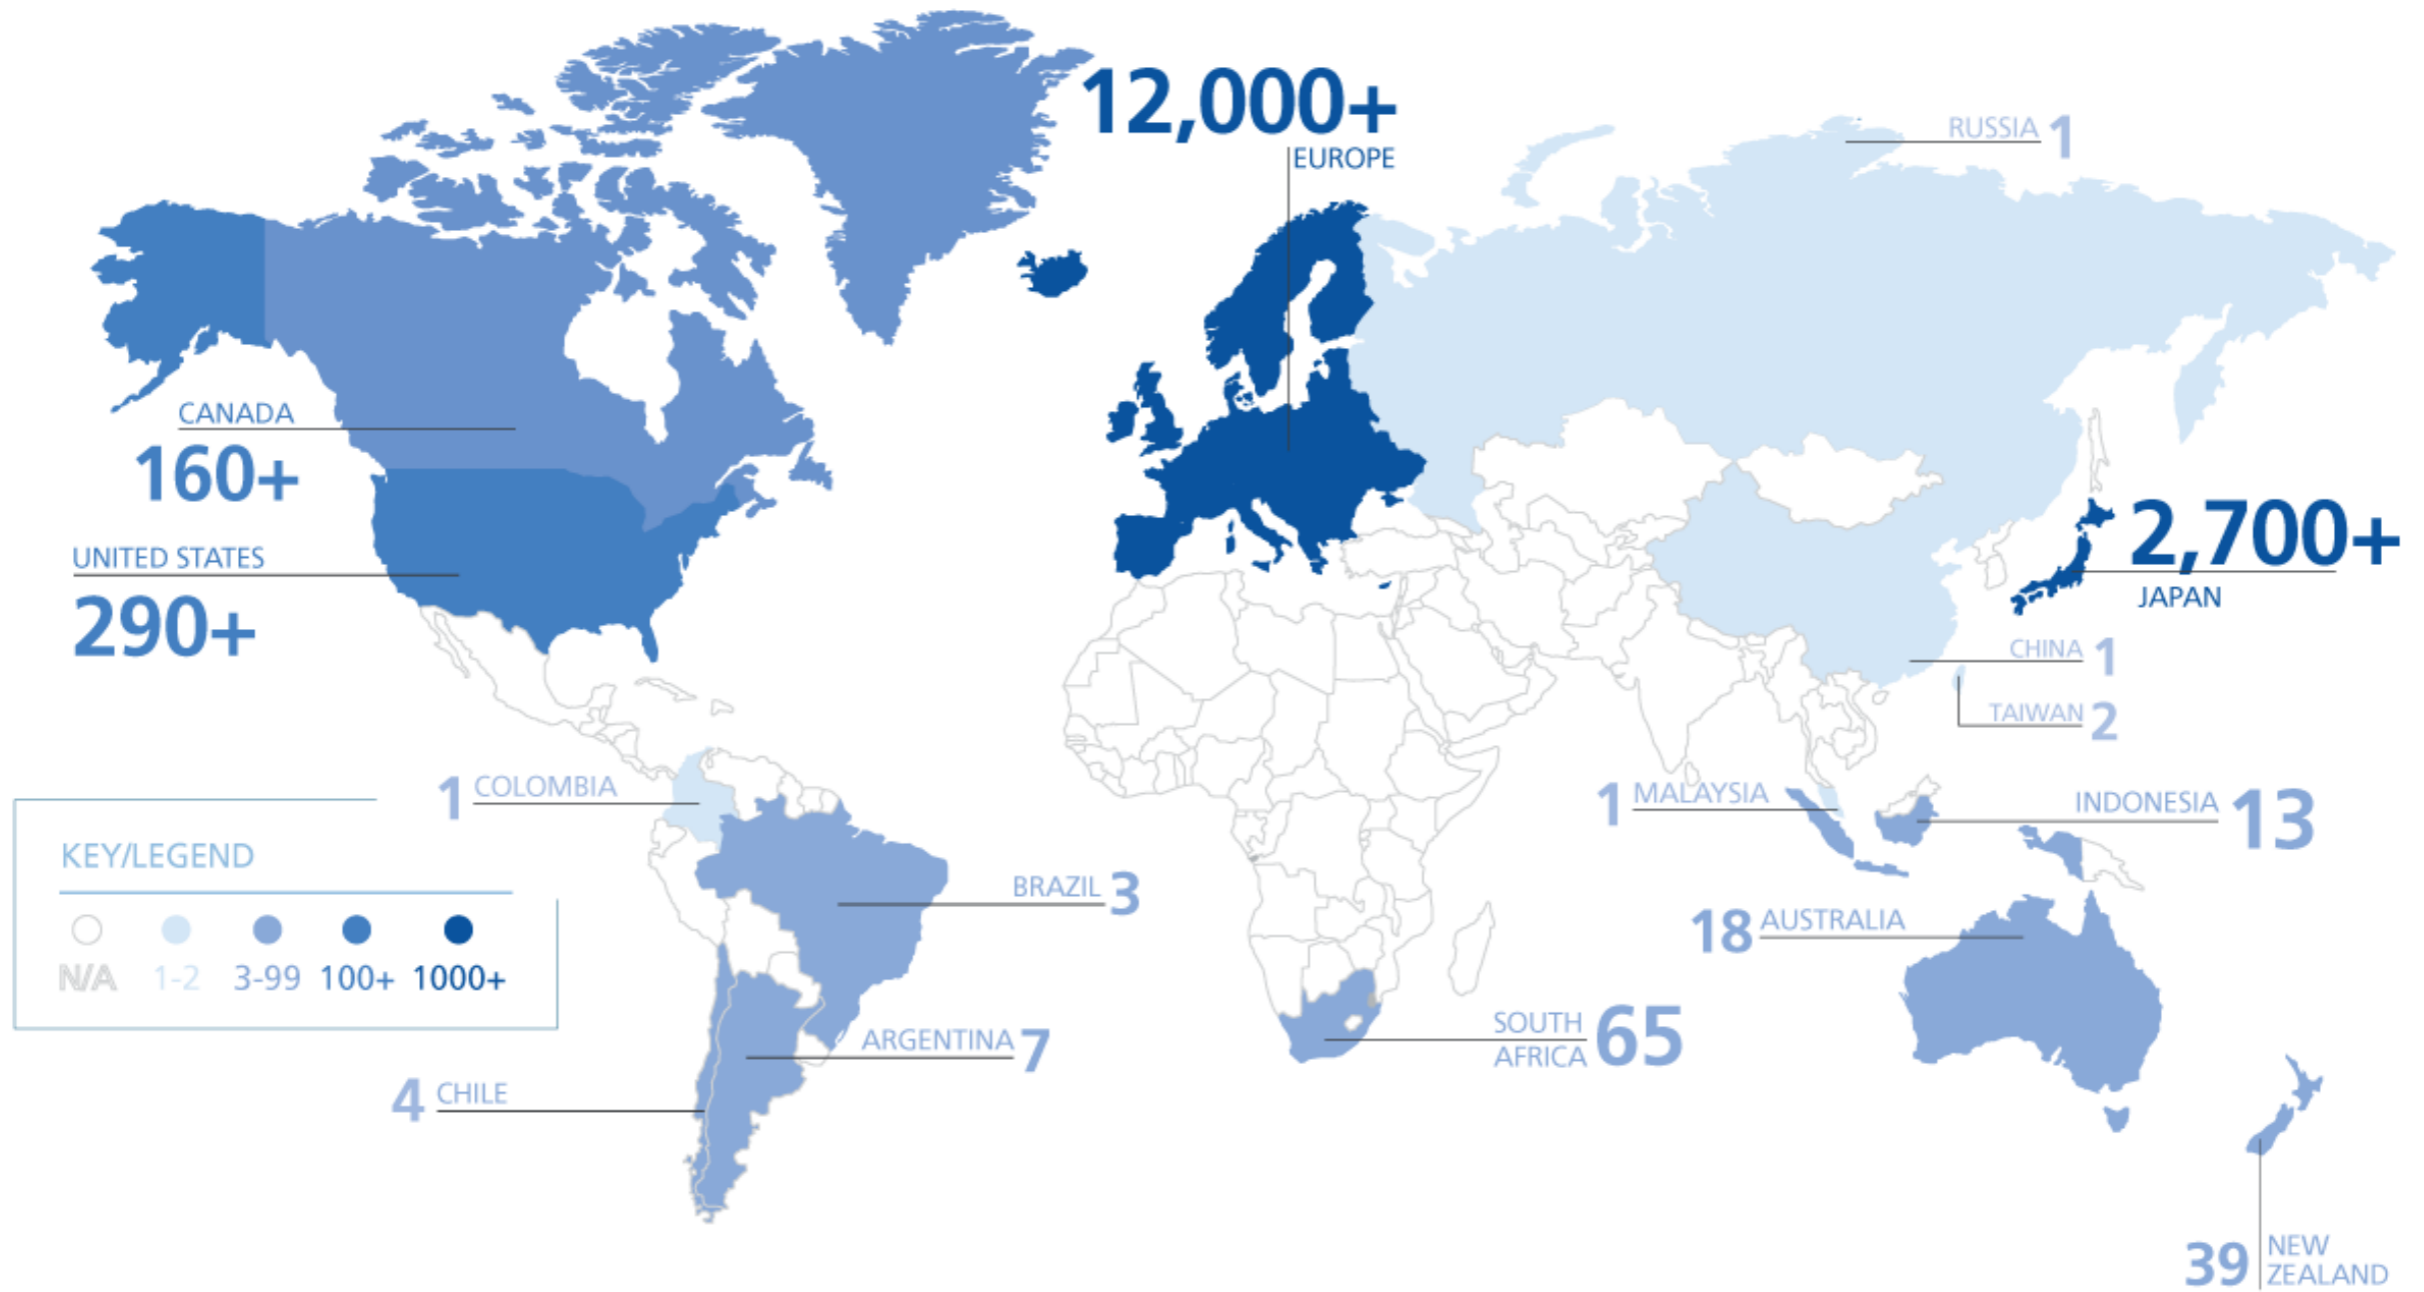 12,000+
EUROPE
RUSSIA 1
CANADA
160+
UNITED STATES
290+
2,700+
JAPAN
CHINA 1
TAIWAN 2
1 COLOMBIA
1 MALAYSIA
INDONESIA 13
KEY/LEGEND
N/A 1-2 3-99 100+ 1000+
BRAZIL 3
18 AUSTRALIA
ARGENTINA 7
SOUTH
AFRICA 65
4 CHILE
39 NEW
ZEALAND